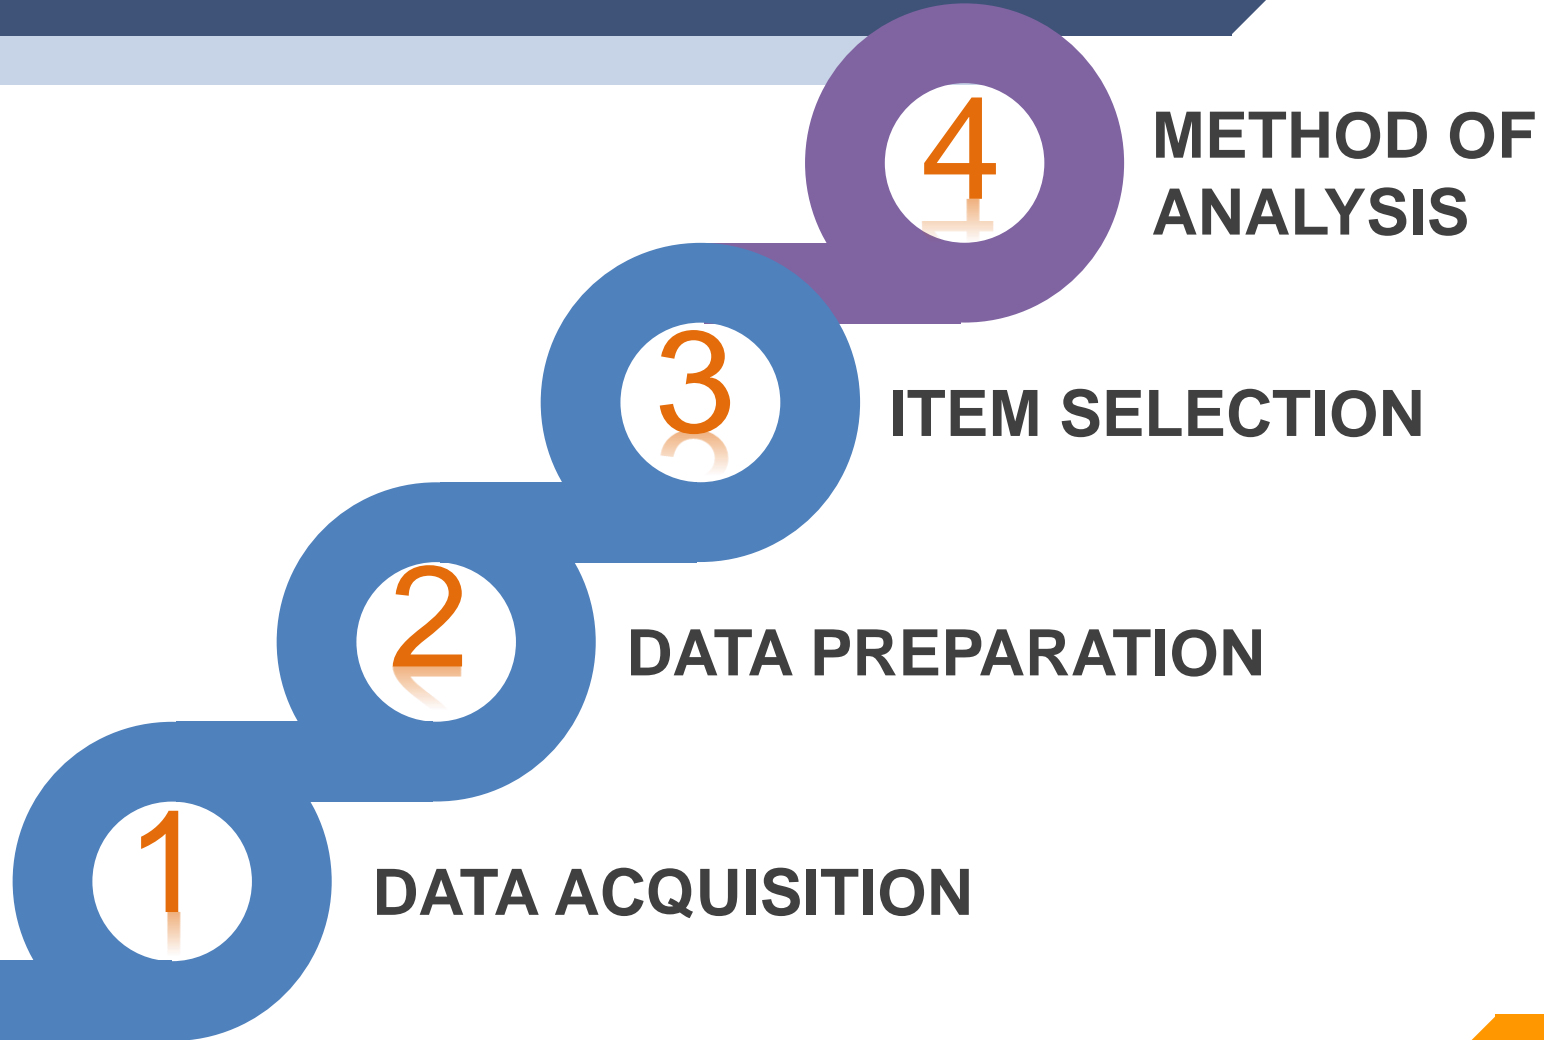 4
METHOD OF
ANALYSIS
3
ITEM SELECTION
2
DATA PREPARATION
1
DATA ACQUISITION